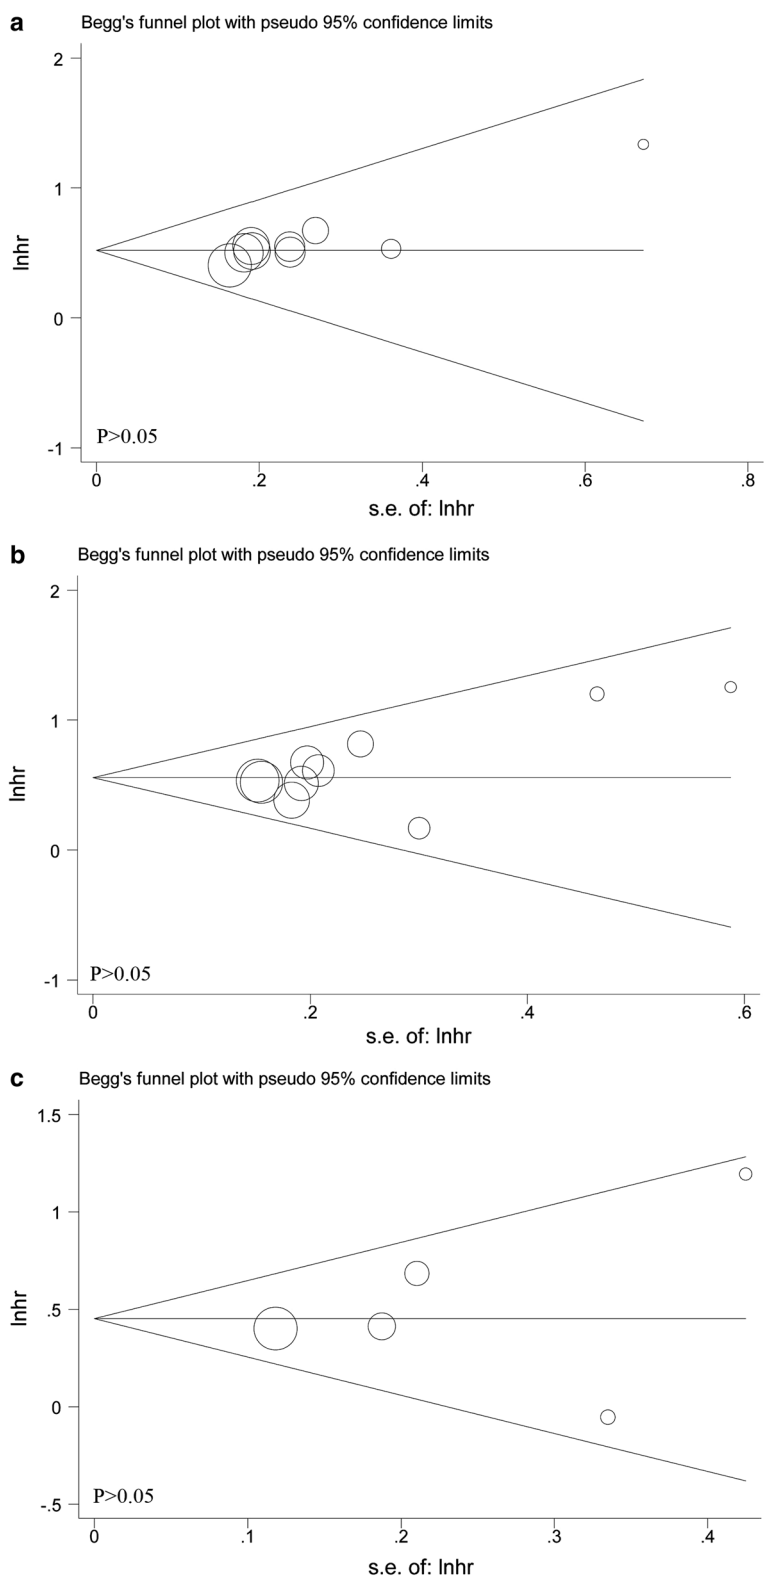 a
Begg's funnel plot with pseudo 95% confidence limits
2
1
0
-1
lnhr
P>0.05
0 .2 .4 .6 .8
s.e. of: lnhr
b
Begg's funnel plot with pseudo 95% confidence limits
2
1
0
-1
lnhr
P>0.05
0 .2 .4 .6
s.e. of: lnhr
c
Begg's funnel plot with pseudo 95% confidence limits
1.5
1
.5
0
-.5
lnhr
P>0.05
0 .1 .2 .3 .4
s.e. of: lnhr